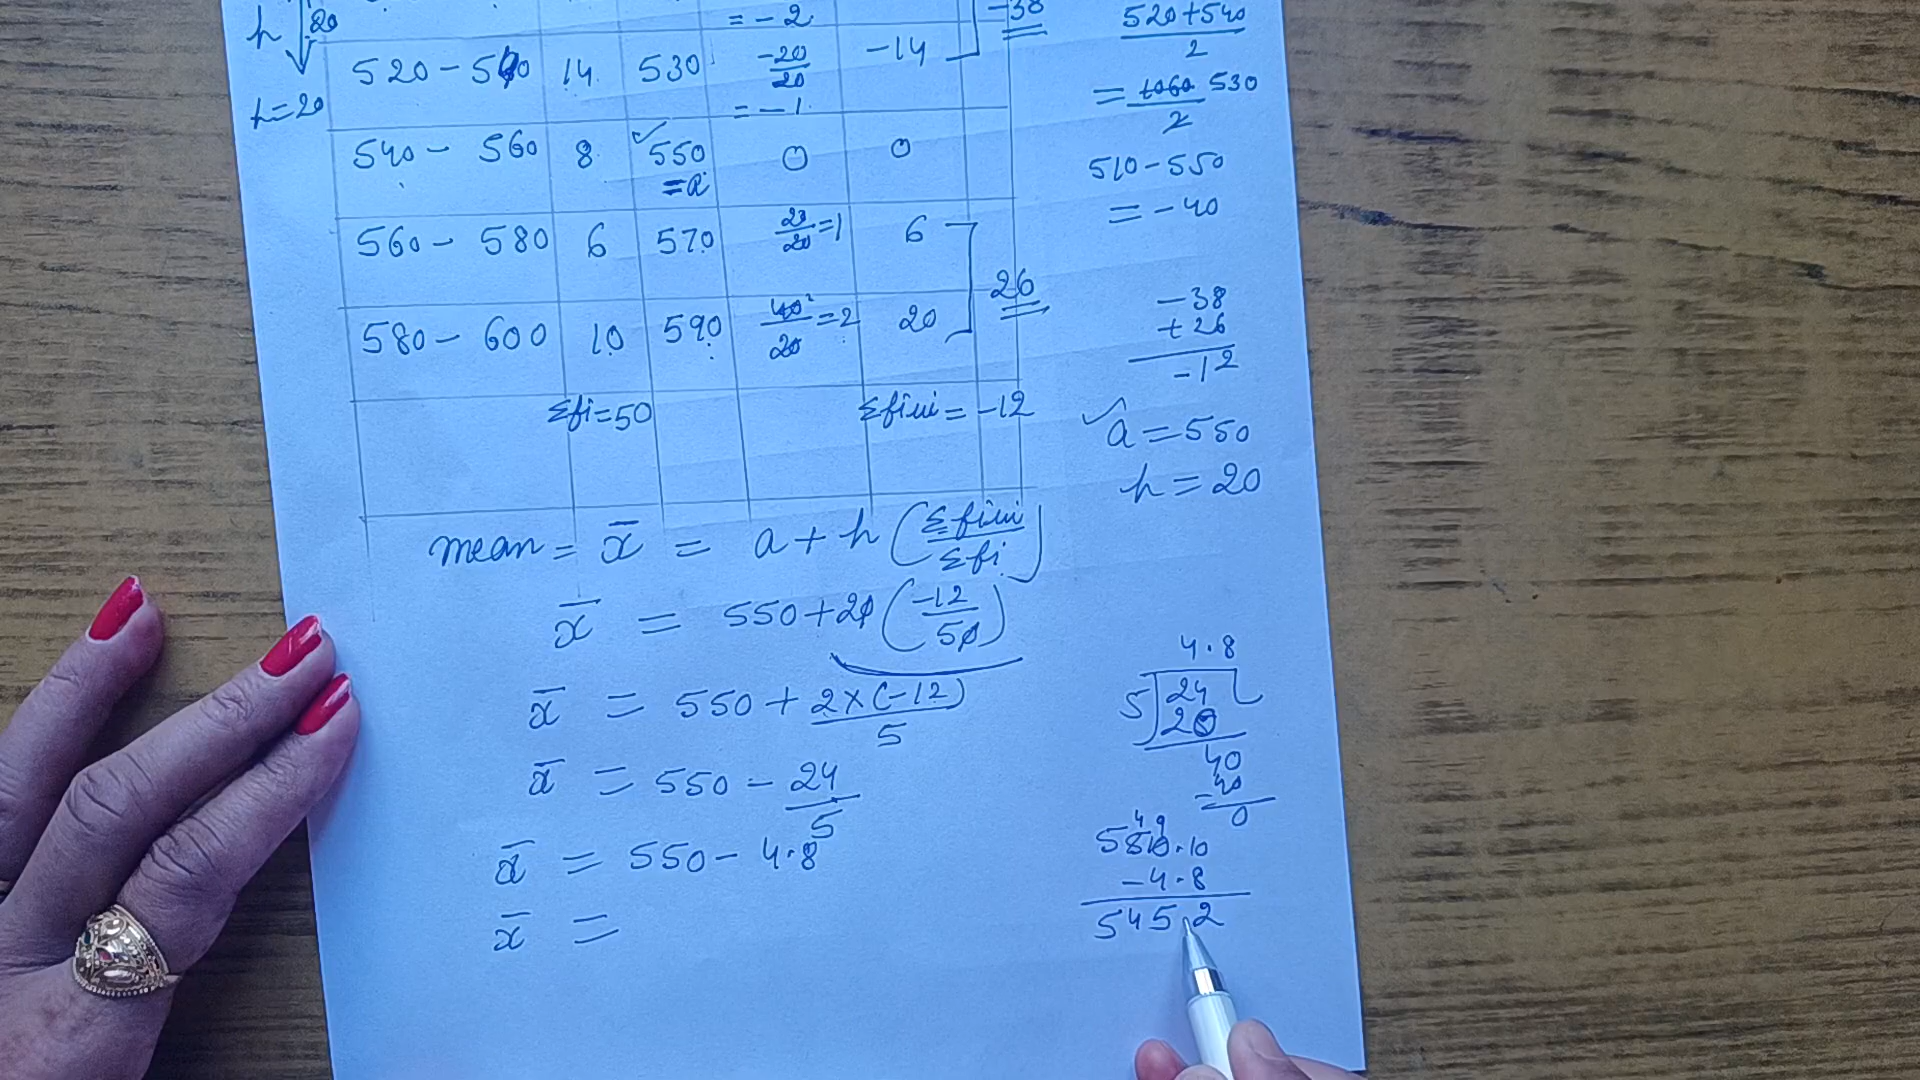 h 20
h=20
= -2
-38
520 - 540 14 530 -20/20 -14
= -1
540 - 560 8 ✓550 0 0
=a
560 - 580 6 570 20/20=1 6
26
580 - 600 10 590 40/20=2 20
Σfi=50 Σfiui = -12
520+540
2
= 1060 530
2
510-550
= -40
-38
+26
-12
✓a=550
h=20
mean = x̄ = a+h (Σfiui/Σfi)
x̄ = 550+20 (-12/50)
x̄ = 550+ 2×(-12)/5
x̄ = 550 - 24/5
x̄ = 550 - 4.8
x̄ =
4.8
5 24
20
40
-40
0
4 9
550.10
-4.8
545.2